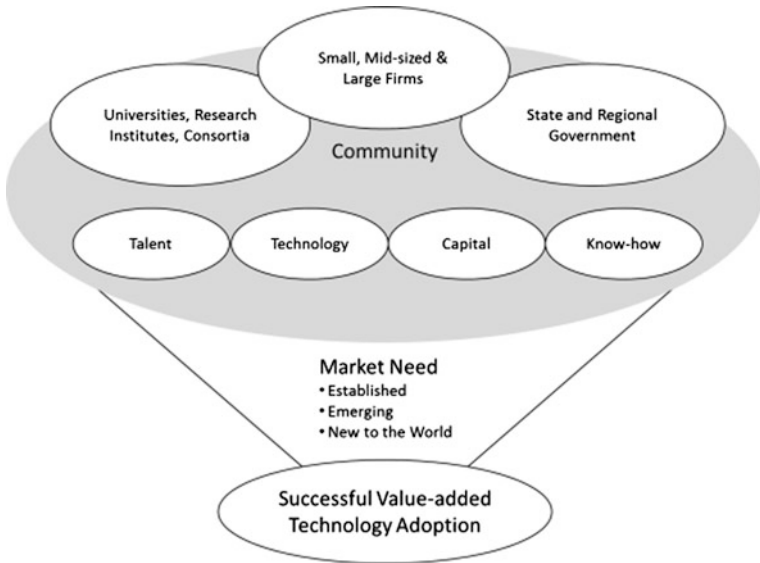 Small, Mid-sized &
Large Firms
Universities, Research
Institutes, Consortia
State and Regional
Government
Community
Talent
Technology
Capital
Know-how
Market Need
• Established
• Emerging
• New to the World
Successful Value-added
Technology Adoption